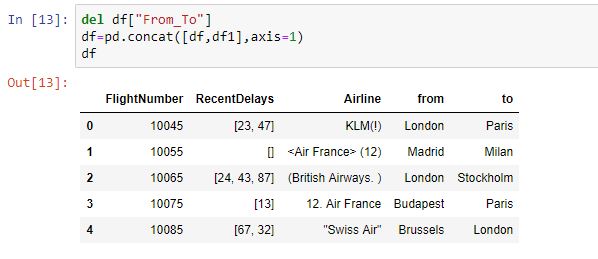 In [13]: del df["From_To"]
df=pd.concat([df,df1],axis=1)
df
Out[13]:
FlightNumber RecentDelays Airline from to
0 10045 [23, 47] KLM(!) London Paris
1 10055 [] <Air France> (12) Madrid Milan
2 10065 [24, 43, 87] (British Airways. ) London Stockholm
3 10075 [13] 12. Air France Budapest Paris
4 10085 [67, 32] "Swiss Air" Brussels London